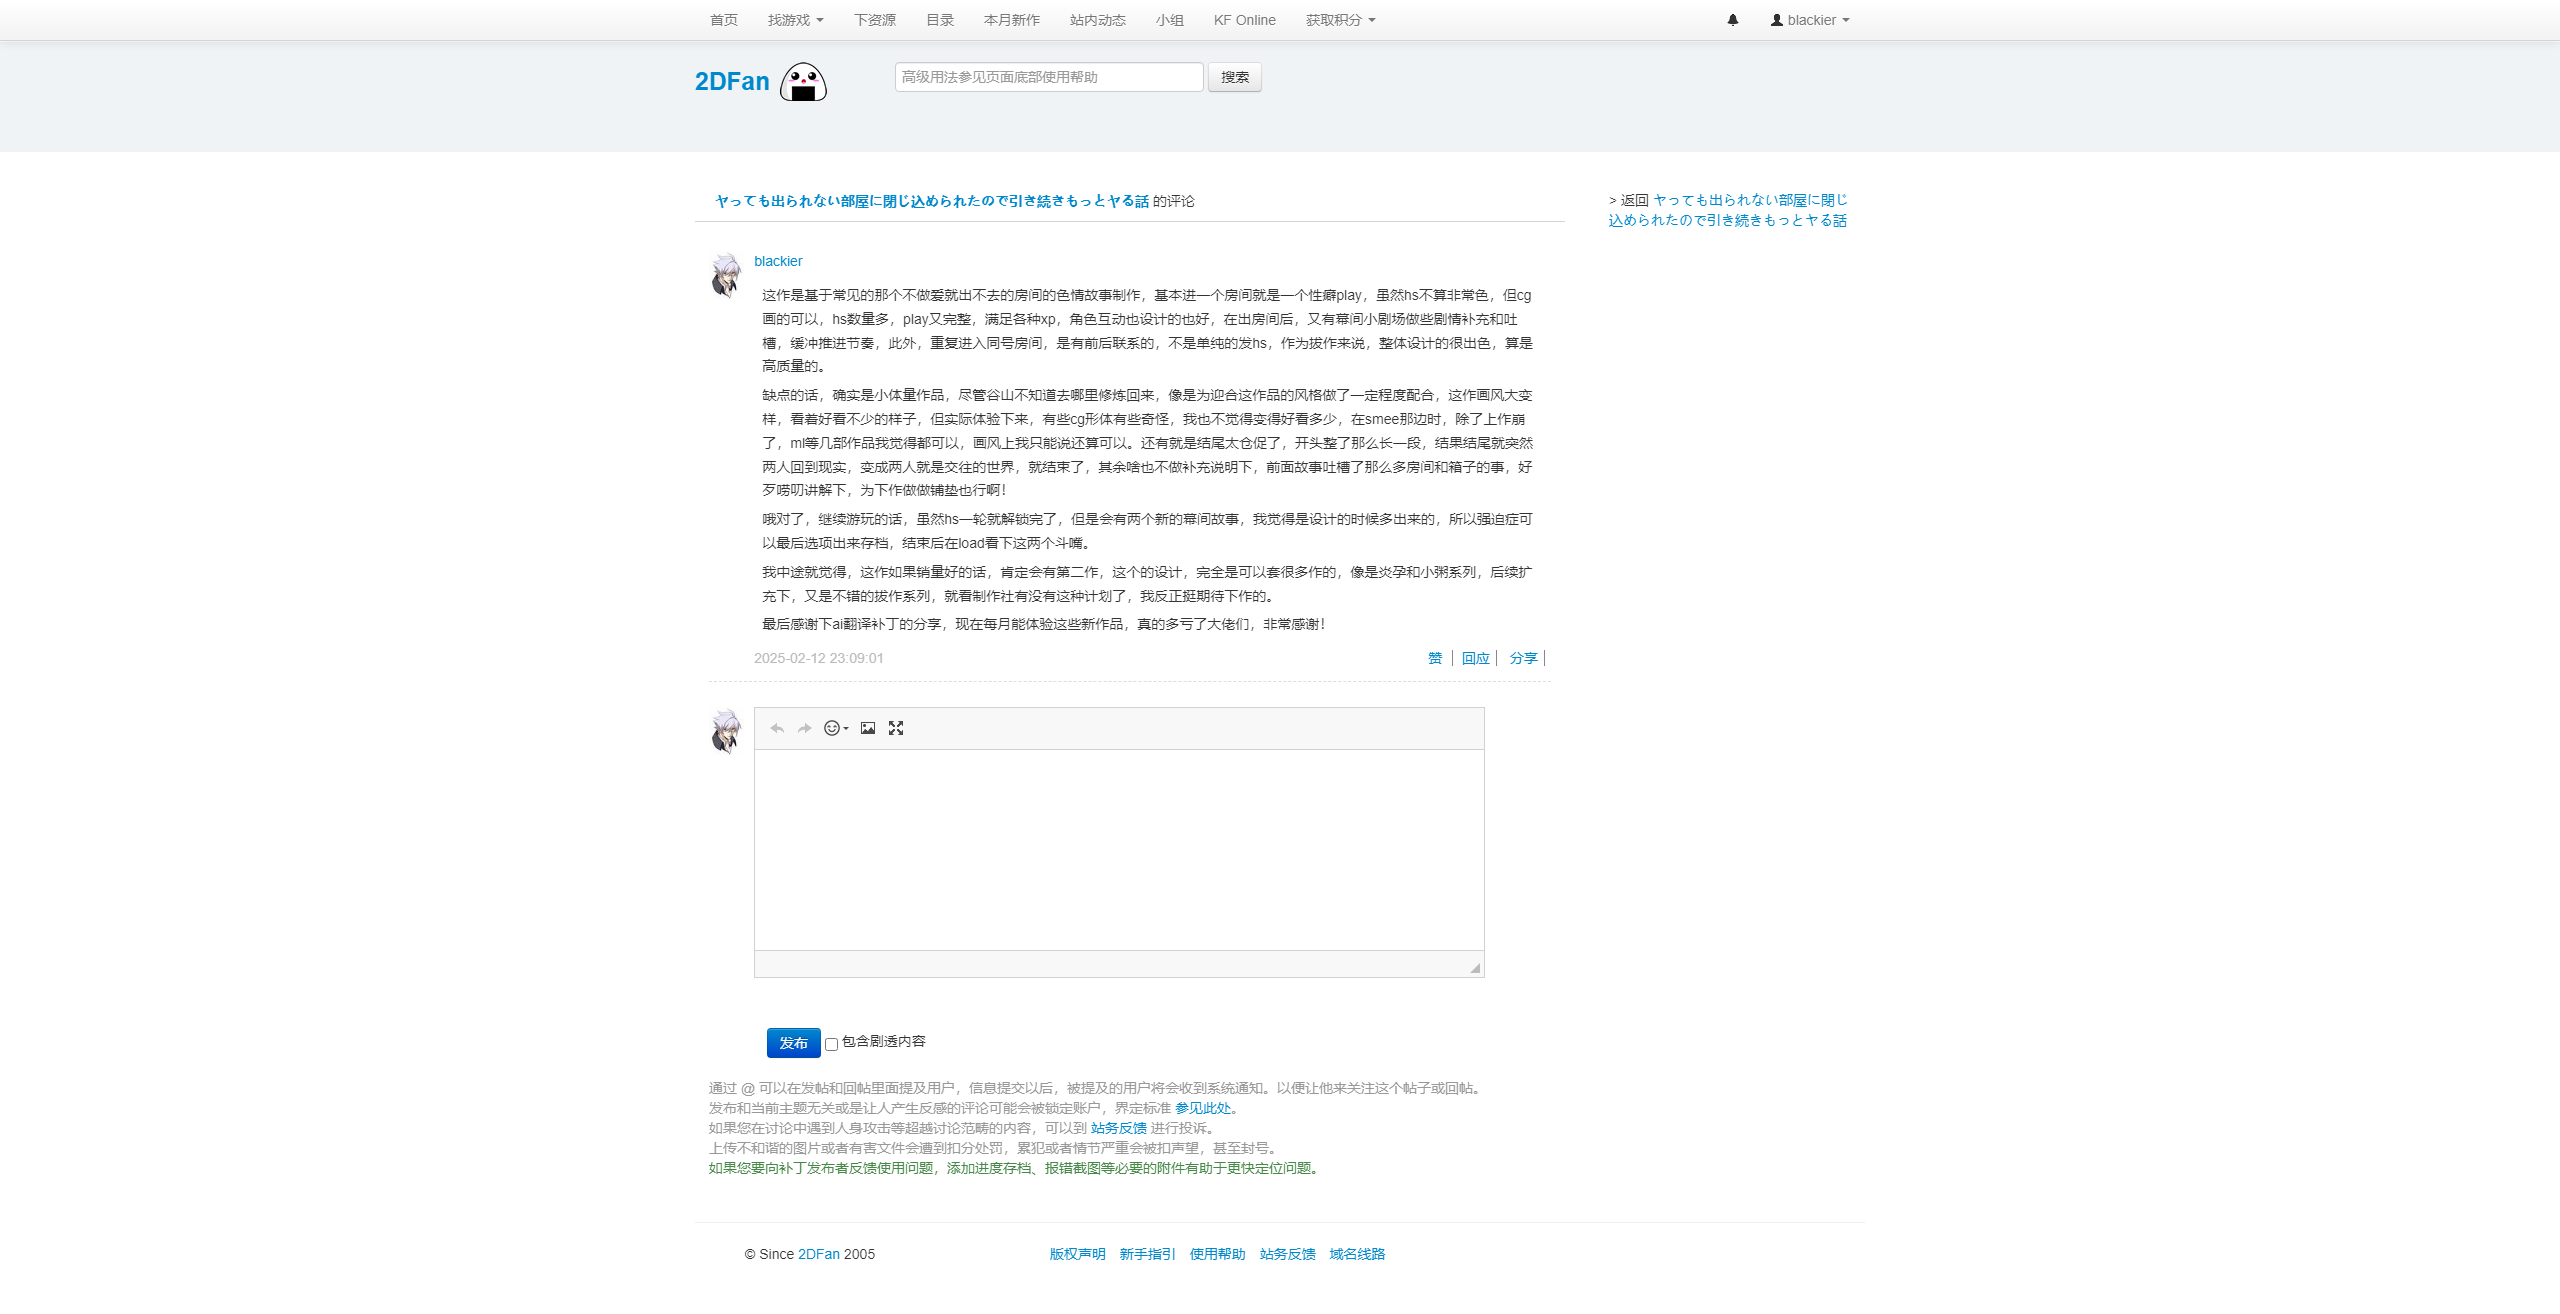 首页 找游戏 下资源 目录 本月新作 站内动态 小组 KF Online 获取积分 blackier
2DFan 高级用法参见页面底部使用帮助 搜索
ヤっても出られない部屋に閉じ込められたので引き続きもっとヤる話 的评论
> 返回 ヤっても出られない部屋に閉じ
込められたので引き続きもっとヤる話
blackier
这作是基于常见的那个不做爱就出不去的房间的色情故事制作，基本进一个房间就是一个性癖play，虽然hs不算非常色，但cg
画的可以，hs数量多，play又完整，满足各种xp，角色互动也设计的也好，在出房间后，又有幕间小剧场做些剧情补充和吐
槽，缓冲推进节奏，此外，重复进入同号房间，是有前后联系的，不是单纯的发hs，作为拔作来说，整体设计的很出色，算是
高质量的。
缺点的话，确实是小体量作品，尽管谷山不知道去哪里修炼回来，像是为迎合这作品的风格做了一定程度配合，这作画风大变
样，看着好看不少的样子，但实际体验下来，有些cg形体有些奇怪，我也不觉得变得好看多少，在smee那边时，除了上作崩
了，ml等几部作品我觉得都可以，画风上我只能说还算可以。还有就是结尾太仓促了，开头整了那么长一段，结果结尾就突然
两人回到现实，变成两人就是交往的世界，就结束了，其余啥也不做补充说明下，前面故事吐槽了那么多房间和箱子的事，好
歹唠叨讲解下，为下作做做铺垫也行啊！
哦对了，继续游玩的话，虽然hs一轮就解锁完了，但是会有两个新的幕间故事，我觉得是设计的时候多出来的，所以强迫症可
以最后选项出来存档，结束后在load看下这两个斗嘴。
我中途就觉得，这作如果销量好的话，肯定会有第二作，这个的设计，完全是可以套很多作的，像是炎孕和小粥系列，后续扩
充下，又是不错的拔作系列，就看制作社有没有这种计划了，我反正挺期待下作的。
最后感谢下ai翻译补丁的分享，现在每月能体验这些新作品，真的多亏了大佬们，非常感谢！
2025-02-12 23:09:01 赞 回应 分享
发布 包含剧透内容
通过 @ 可以在发帖和回帖里面提及用户，信息提交以后，被提及的用户将会收到系统通知。以便让他来关注这个帖子或回帖。
发布和当前主题无关或是让人产生反感的评论可能会被锁定账户，界定标准 参见此处。
如果您在讨论中遇到人身攻击等超越讨论范畴的内容，可以到 站务反馈 进行投诉。
上传不和谐的图片或者有害文件会遭到扣分处罚，累犯或者情节严重会被扣声望，甚至封号。
如果您要向补丁发布者反馈使用问题，添加进度存档、报错截图等必要的附件有助于更快定位问题。
© Since 2DFan 2005 版权声明 新手指引 使用帮助 站务反馈 域名线路